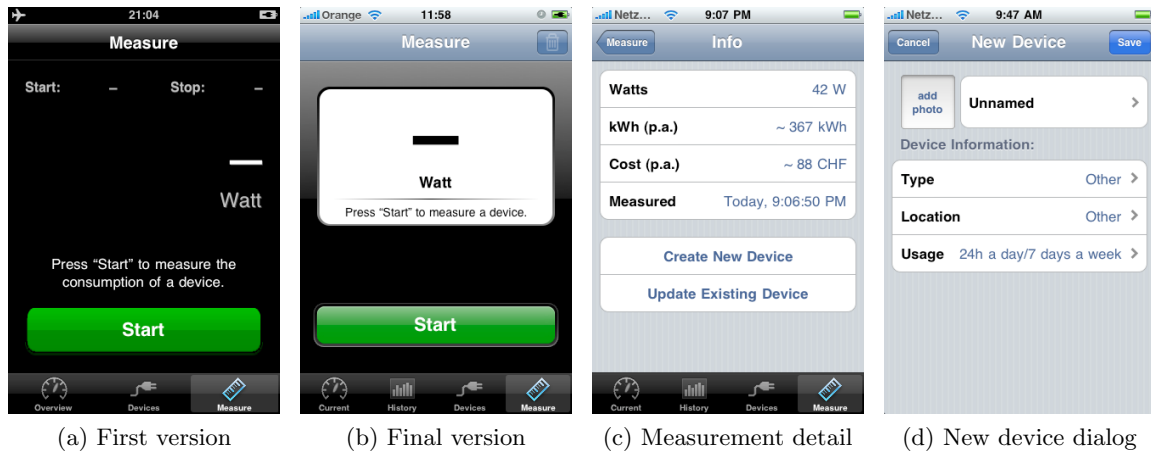 21:04
Measure
Start: – Stop: –
Watt
Press “Start” to measure the
consumption of a device.
Start
Overview Devices Measure
(a) First version
Orange 11:58
Measure
Watt
Press “Start” to measure a device.
Start
Current History Devices Measure
(b) Final version
Netz... 9:07 PM
Measure Info
Watts 42 W
kWh (p.a.) ~ 367 kWh
Cost (p.a.) ~ 88 CHF
Measured Today, 9:06:50 PM
Create New Device
Update Existing Device
Current History Devices Measure
(c) Measurement detail
Netz... 9:47 AM
Cancel New Device Save
add
photo
Unnamed
Device Information:
Type Other
Location Other
Usage 24h a day/7 days a week
(d) New device dialog